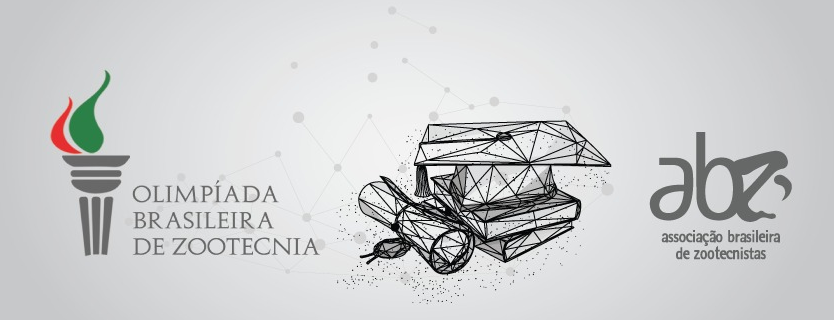 OLIMPÍADA
BRASILEIRA
DE ZOOTECNIA
abz
associação brasileira
de zootecnistas